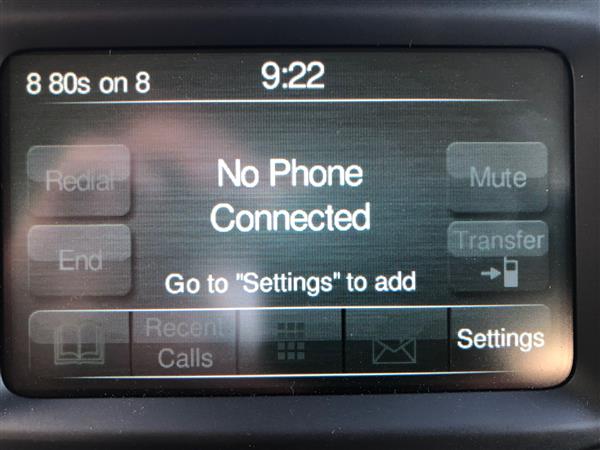 8 80s on 8
9:22
Redial
No Phone
Connected
Mute
End
Transfer
Go to "Settings" to add
Recent
Calls
Settings